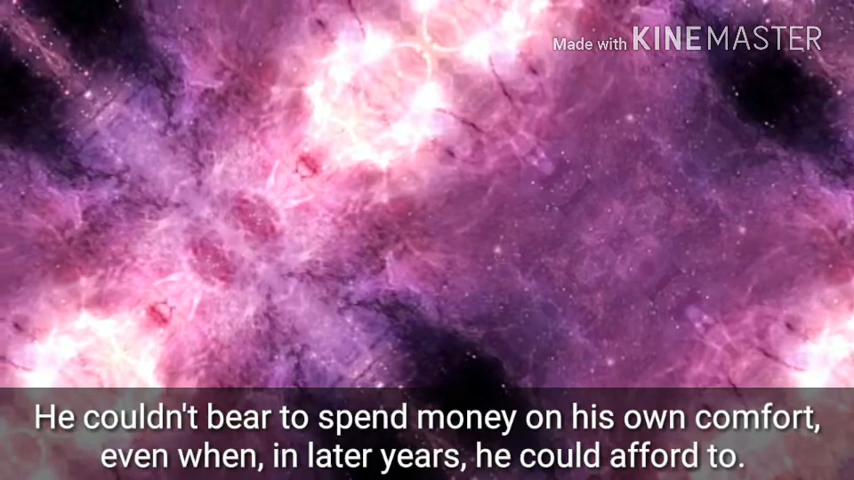 Made with KINEMASTER
He couldn't bear to spend money on his own comfort,
even when, in later years, he could afford to.